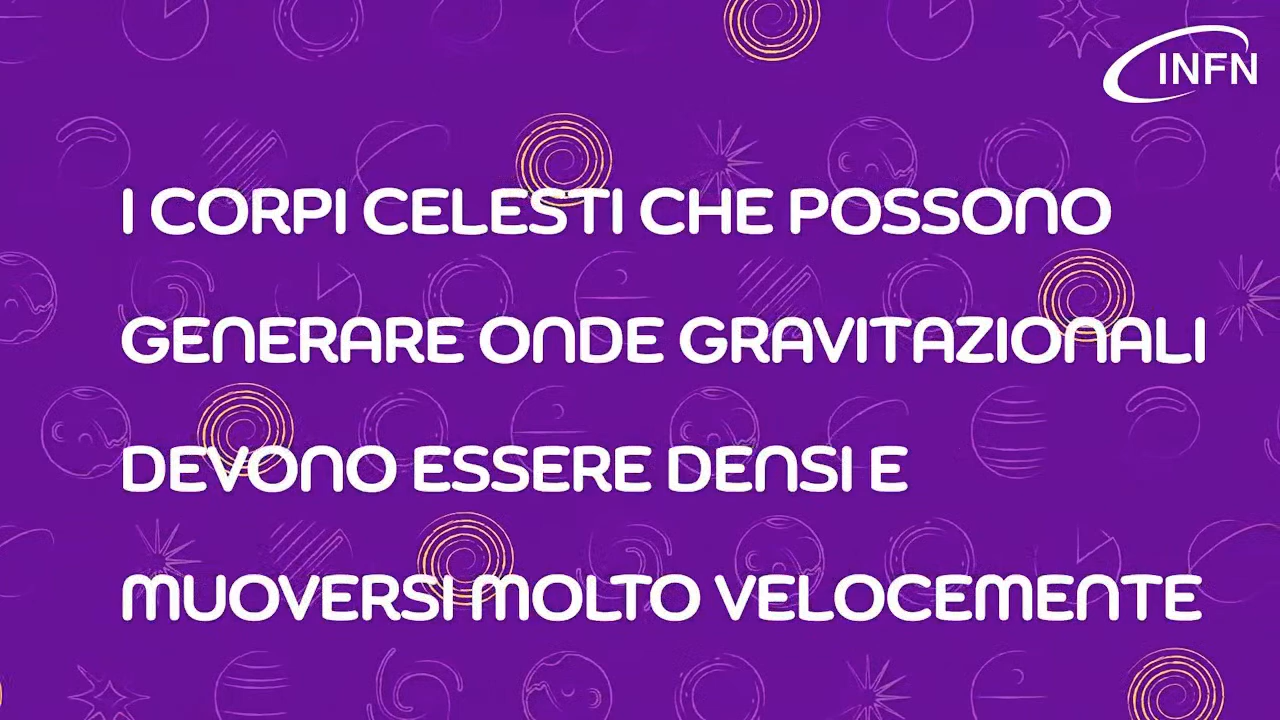 INFN
I CORPI CELESTI CHE POSSONO
GENERARE ONDE GRAVITAZIONALI
DEVONO ESSERE DENSI E
MUOVERSI MOLTO VELOCEMENTE